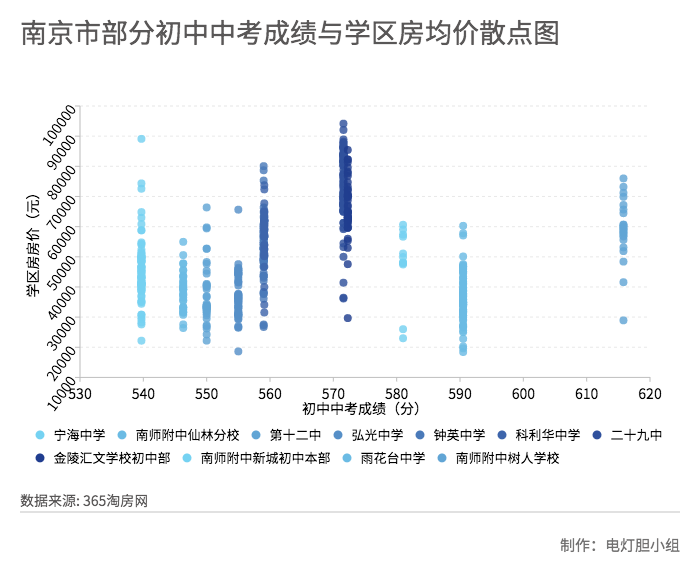 南京市部分初中中考成绩与学区房均价散点图
学区房房价（元）
100000
90000
80000
70000
60000
50000
40000
30000
20000
10000
530 540 550 560 570 580 590 600 610 620
初中中考成绩（分）
宁海中学 南师附中仙林分校 第十二中 弘光中学 钟英中学 科利华中学 二十九中
金陵汇文学校初中部 南师附中新城初中本部 雨花台中学 南师附中树人学校
数据来源: 365淘房网
制作：电灯胆小组